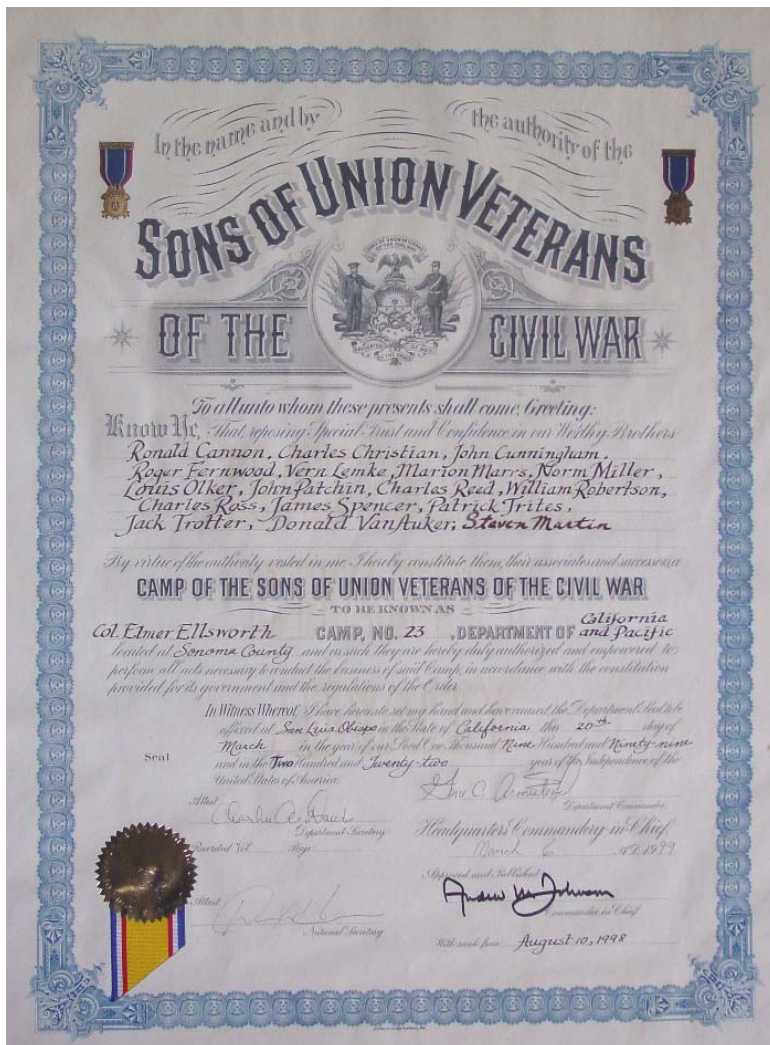 In the name and by the authority of the
SONS OF UNION VETERANS
OF THE CIVIL WAR
To all unto whom these presents shall come, Greeting:
Know Ye, That reposing Special Trust and Confidence in our Worthy Brothers
Ronald Cannon, Charles Christian, John Cunningham,
Roger Fernwood, Vern Lemke, Marion Marrs, Norm Miller,
Louis Olker, John Patchin, Charles Reed, William Robertson,
Charles Ross, James Spencer, Patrick Trites,
Jack Trotter, Donald VanAuker, Steven Martin
By virtue of the authority vested in me, I hereby constitute them, their associates and successors, a
CAMP OF THE SONS OF UNION VETERANS OF THE CIVIL WAR
TO BE KNOWN AS
Col. Elmer Ellsworth CAMP, NO. 23, DEPARTMENT OF California and Pacific
located at Sonoma County and as such they are hereby duly authorized and empowered to
perform all acts necessary to conduct the business of said Camp, in accordance with the constitution
provided for its government and the regulations of the Order.
In Witness Whereof, I have hereunto set my hand and have caused the Department Seal to be
affixed at San Luis Obispo in the State of California this 20th day of
March in the year of our Lord One Thousand Nine Hundred and Ninety-nine
Seal
and in the Two Hundred and Twenty-two year of the Independence of the
United States of America.
Attest
Department Commander
Department Secretary
Headquarters Commandery-in-Chief,
Recorded Vol. Page
March 6 A.D. 1999
Approved and
Attest
Commander in Chief
National Secretary
With rank from August 10, 1998